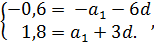 {−0,6 = −a₁ − 6d
1,8 = a₁ + 3d. ,